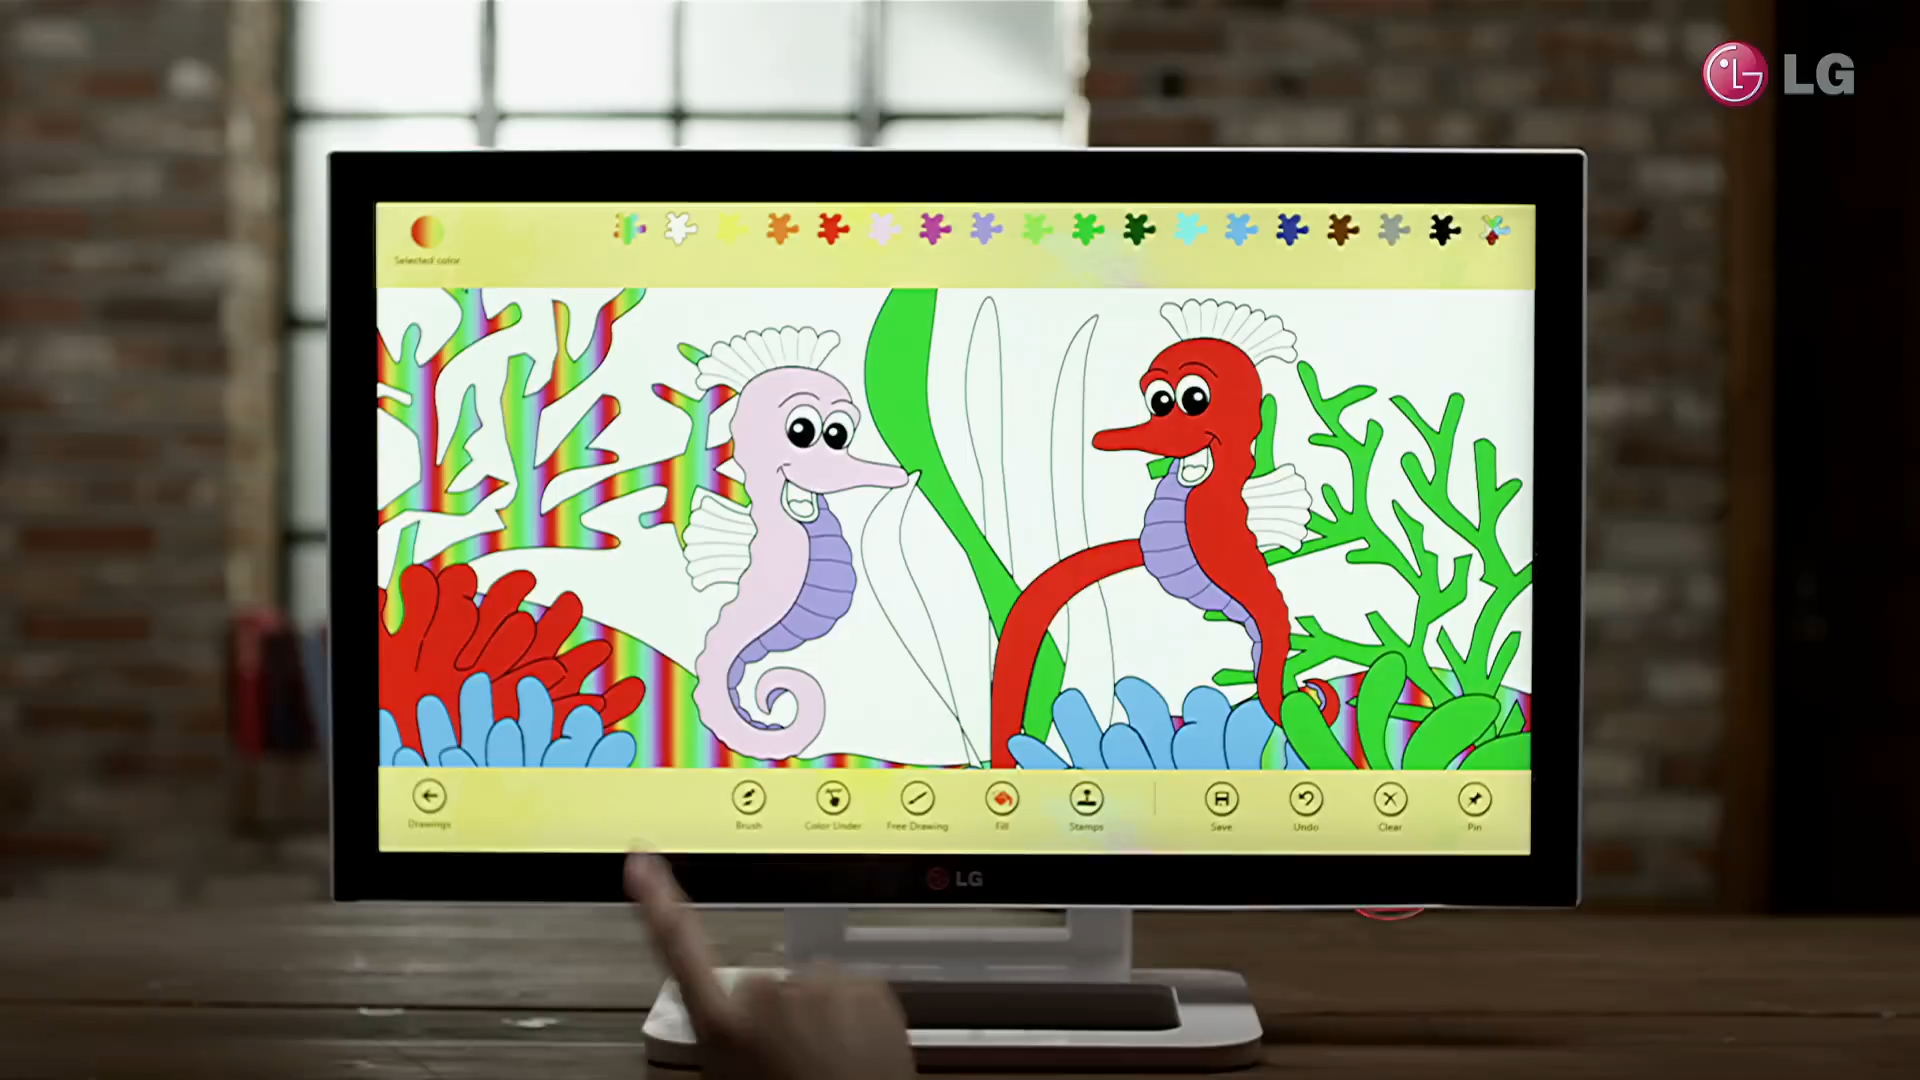 LG
Selected color
Drawings
Brush
Color Under
Free Drawing
Fill
Stamps
Save
Undo
Clear
Pin
LG